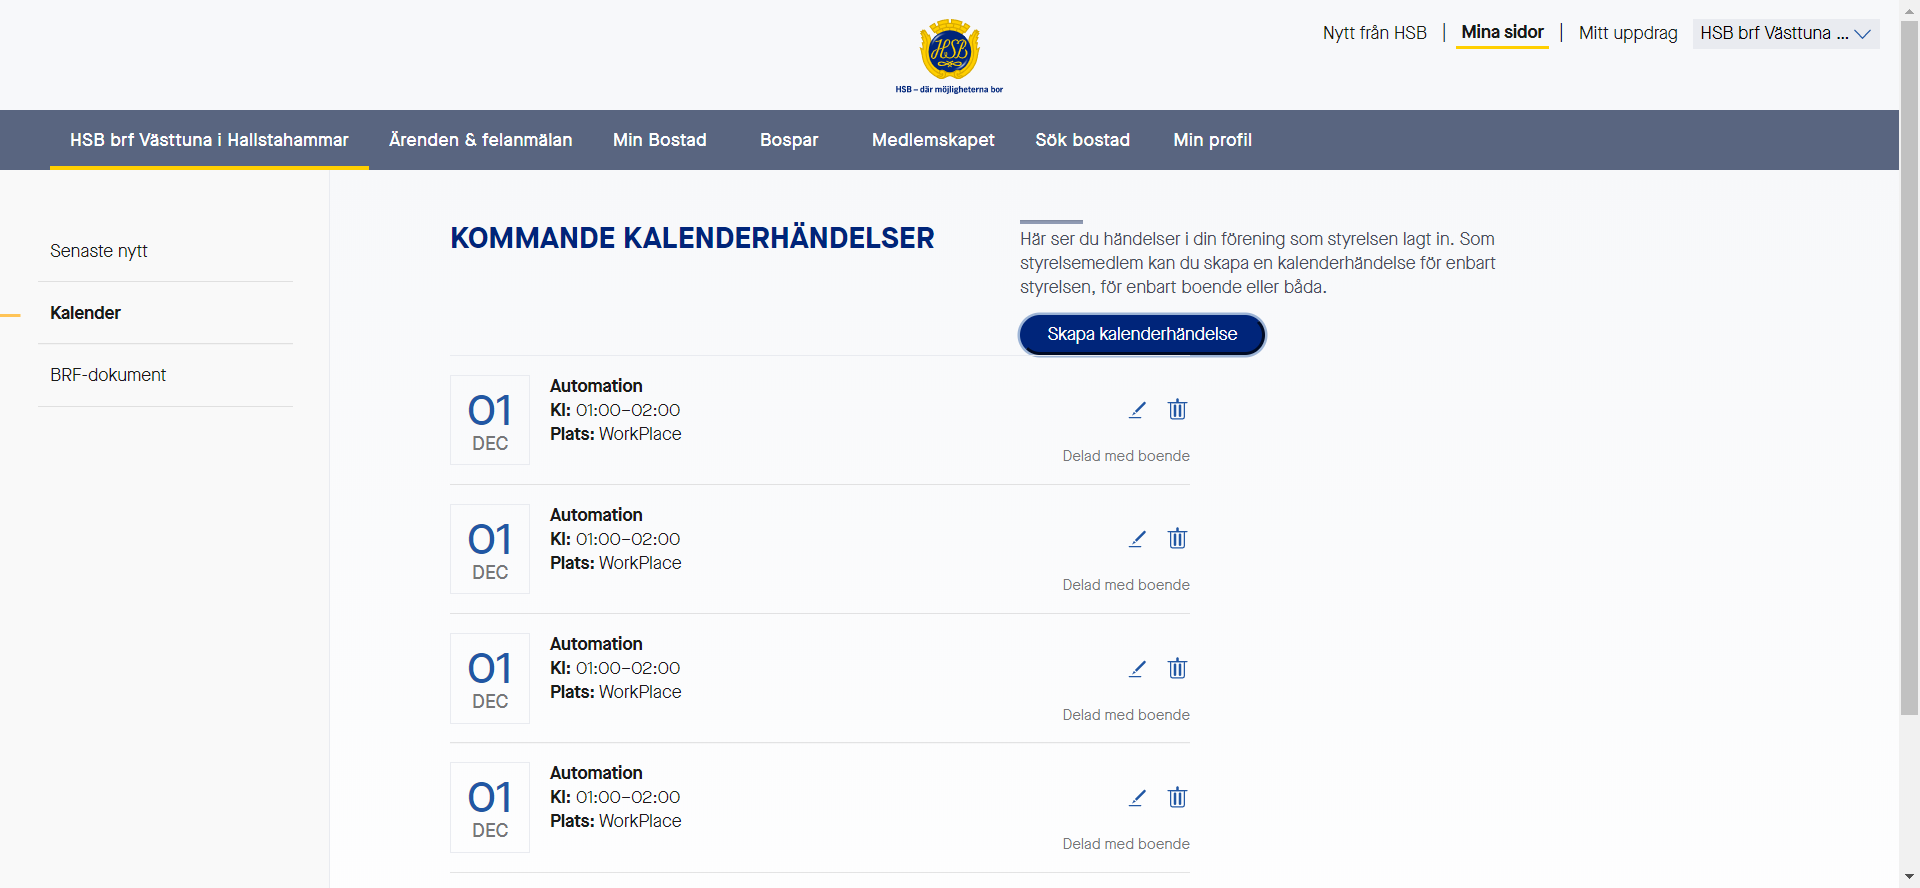 HSB
HSB – där möjligheterna bor
Nytt från HSB | Mina sidor | Mitt uppdrag HSB brf Västtuna ...
HSB brf Västtuna i Hallstahammar Ärenden & felanmälan Min Bostad Bospar Medlemskapet Sök bostad Min profil
Senaste nytt
Kalender
BRF-dokument
KOMMANDE KALENDERHÄNDELSER
Här ser du händelser i din förening som styrelsen lagt in. Som
styrelsemedlem kan du skapa en kalenderhändelse för enbart
styrelsen, för enbart boende eller båda.
Skapa kalenderhändelse
01
DEC
Automation
Kl: 01:00–02:00
Plats: WorkPlace
Delad med boende
01
DEC
Automation
Kl: 01:00–02:00
Plats: WorkPlace
Delad med boende
01
DEC
Automation
Kl: 01:00–02:00
Plats: WorkPlace
Delad med boende
01
DEC
Automation
Kl: 01:00–02:00
Plats: WorkPlace
Delad med boende